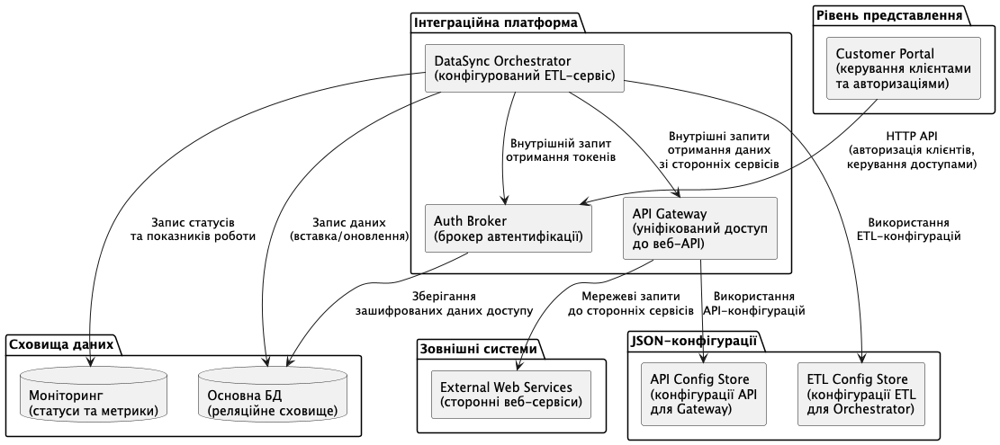 Інтеграційна платформа
Рівень представлення
DataSync Orchestrator
(конфігурований ETL-сервіс)
Customer Portal
(керування клієнтами
та авторизаціями)
Внутрішній запит
отримання токенів
Внутрішні запити
отримання даних
зі сторонніх сервісів
HTTP API
(авторизація клієнтів,
керування доступами)
Запис статусів
та показників роботи
Запис даних
(вставка/оновлення)
Auth Broker
(брокер автентифікації)
API Gateway
(уніфікований доступ
до веб-API)
Використання
ETL-конфігурацій
Зберігання
зашифрованих даних доступу
Мережеві запити
до сторонніх сервісів
Використання
API-конфігурацій
Сховища даних
Моніторинг
(статуси та метрики)
Основна БД
(реляційне сховище)
Зовнішні системи
External Web Services
(сторонні веб-сервіси)
JSON-конфігурації
API Config Store
(конфігурації API
для Gateway)
ETL Config Store
(конфігурації ETL
для Orchestrator)